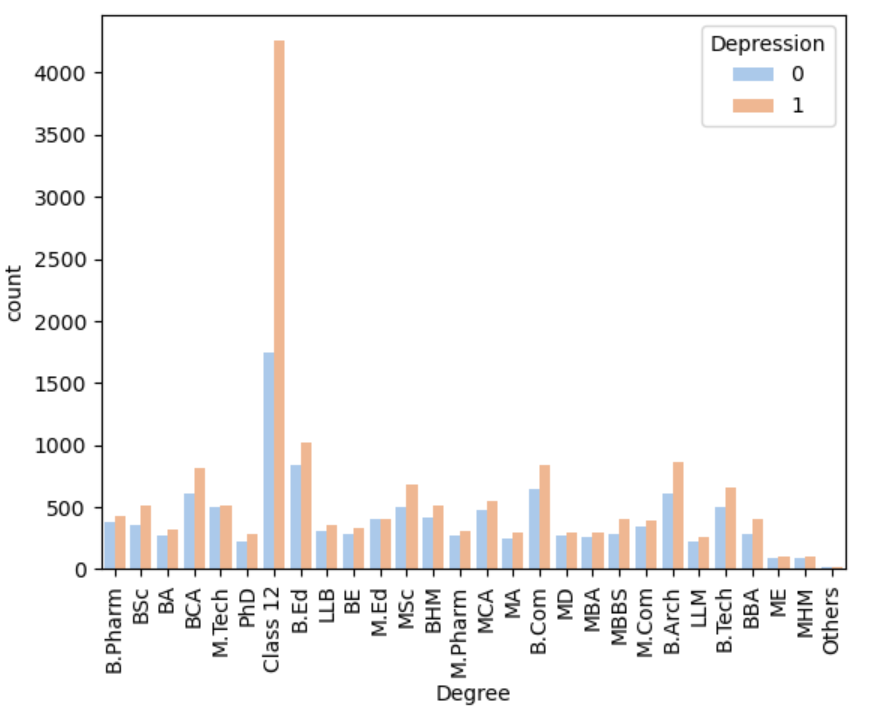 Depression
0
1
4000
3500
3000
2500
2000
1500
1000
500
0
count
B.Pharm
BSc
BA
BCA
M.Tech
PhD
Class 12
B.Ed
LLB
BE
M.Ed
MSc
BHM
M.Pharm
MCA
MA
B.Com
MD
MBA
MBBS
M.Com
B.Arch
LLM
B.Tech
BBA
ME
MHM
Others
Degree